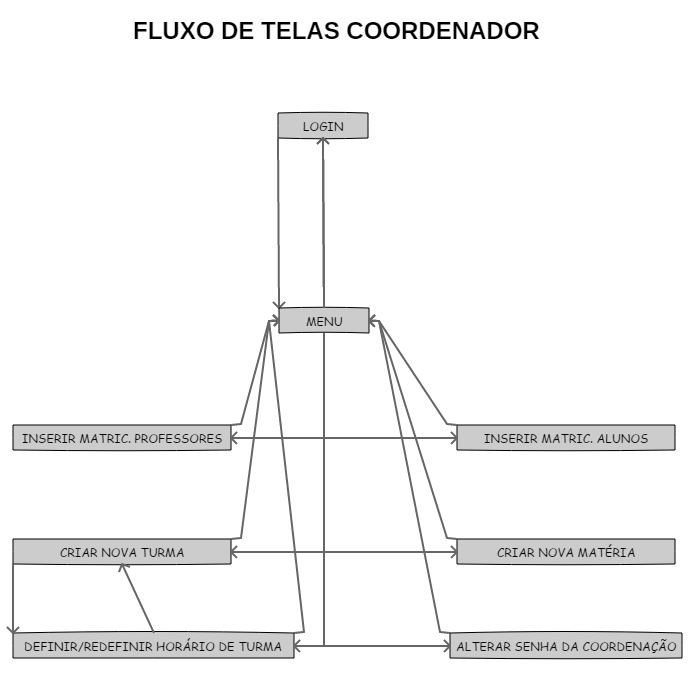 FLUXO DE TELAS COORDENADOR
LOGIN
MENU
INSERIR MATRIC. PROFESSORES
INSERIR MATRIC. ALUNOS
CRIAR NOVA TURMA
CRIAR NOVA MATÉRIA
DEFINIR/REDEFINIR HORÁRIO DE TURMA
ALTERAR SENHA DA COORDENAÇÃO